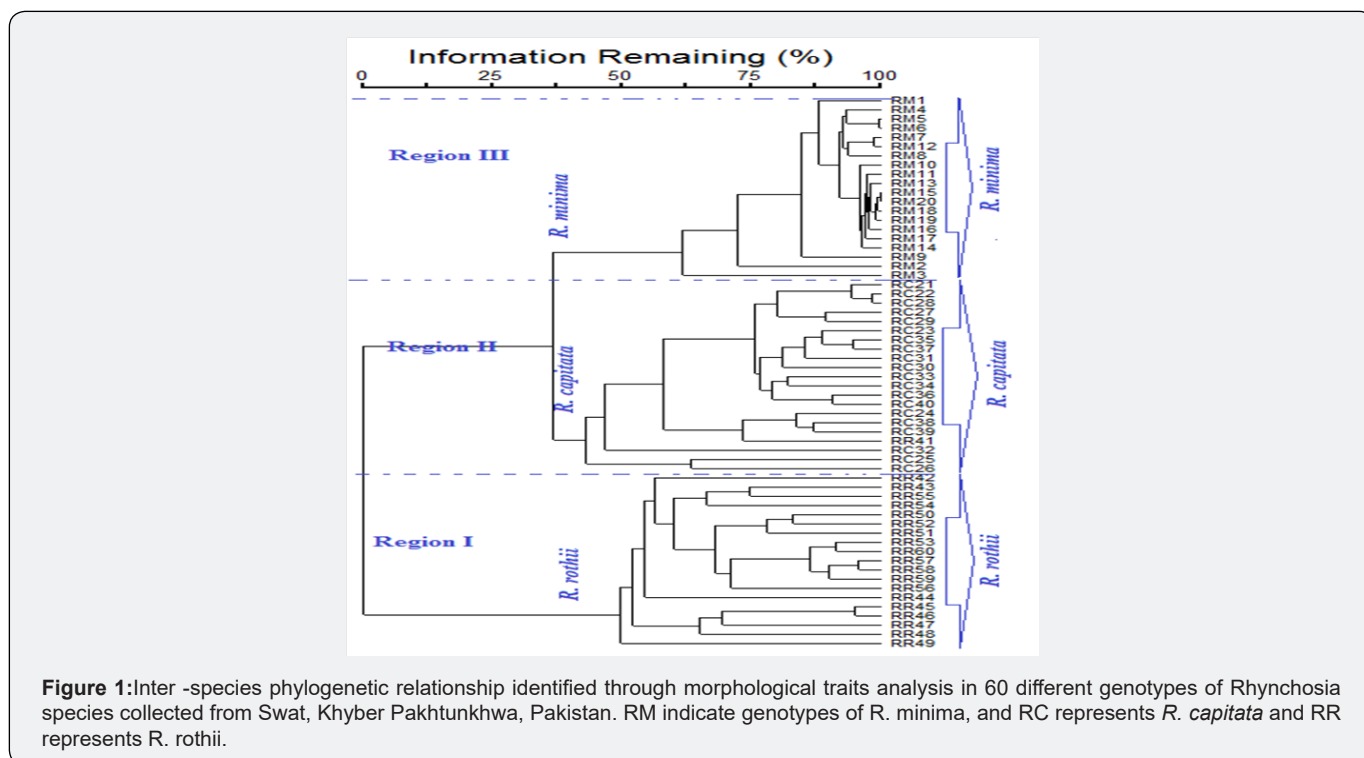 Information Remaining (%)
0 25 50 75 100
RM1
RM4
RM5
RM6
RM7
RM12
RM8
RM10
RM11
RM13
RM15
RM20
RM18
RM19
RM16
RM17
RM14
RM9
RM2
RM3
RC21
RC22
RC28
RC27
RC29
RC23
RC35
RC37
RC31
RC30
RC33
RC34
RC36
RC40
RC24
RC38
RC39
RR41
RC32
RC25
RC26
RR42
RR43
RR55
RR54
RR50
RR52
RR51
RR53
RR60
RR57
RR58
RR59
RR56
RR44
RR45
RR46
RR47
RR48
RR49
Region III
R. minima
R. minima
Region II
R. capitata
R. capitata
Region I
R. rothii
R. rothii
Figure 1:Inter -species phylogenetic relationship identified through morphological traits analysis in 60 different genotypes of Rhynchosia
species collected from Swat, Khyber Pakhtunkhwa, Pakistan. RM indicate genotypes of R. minima, and RC represents R. capitata and RR
represents R. rothii.